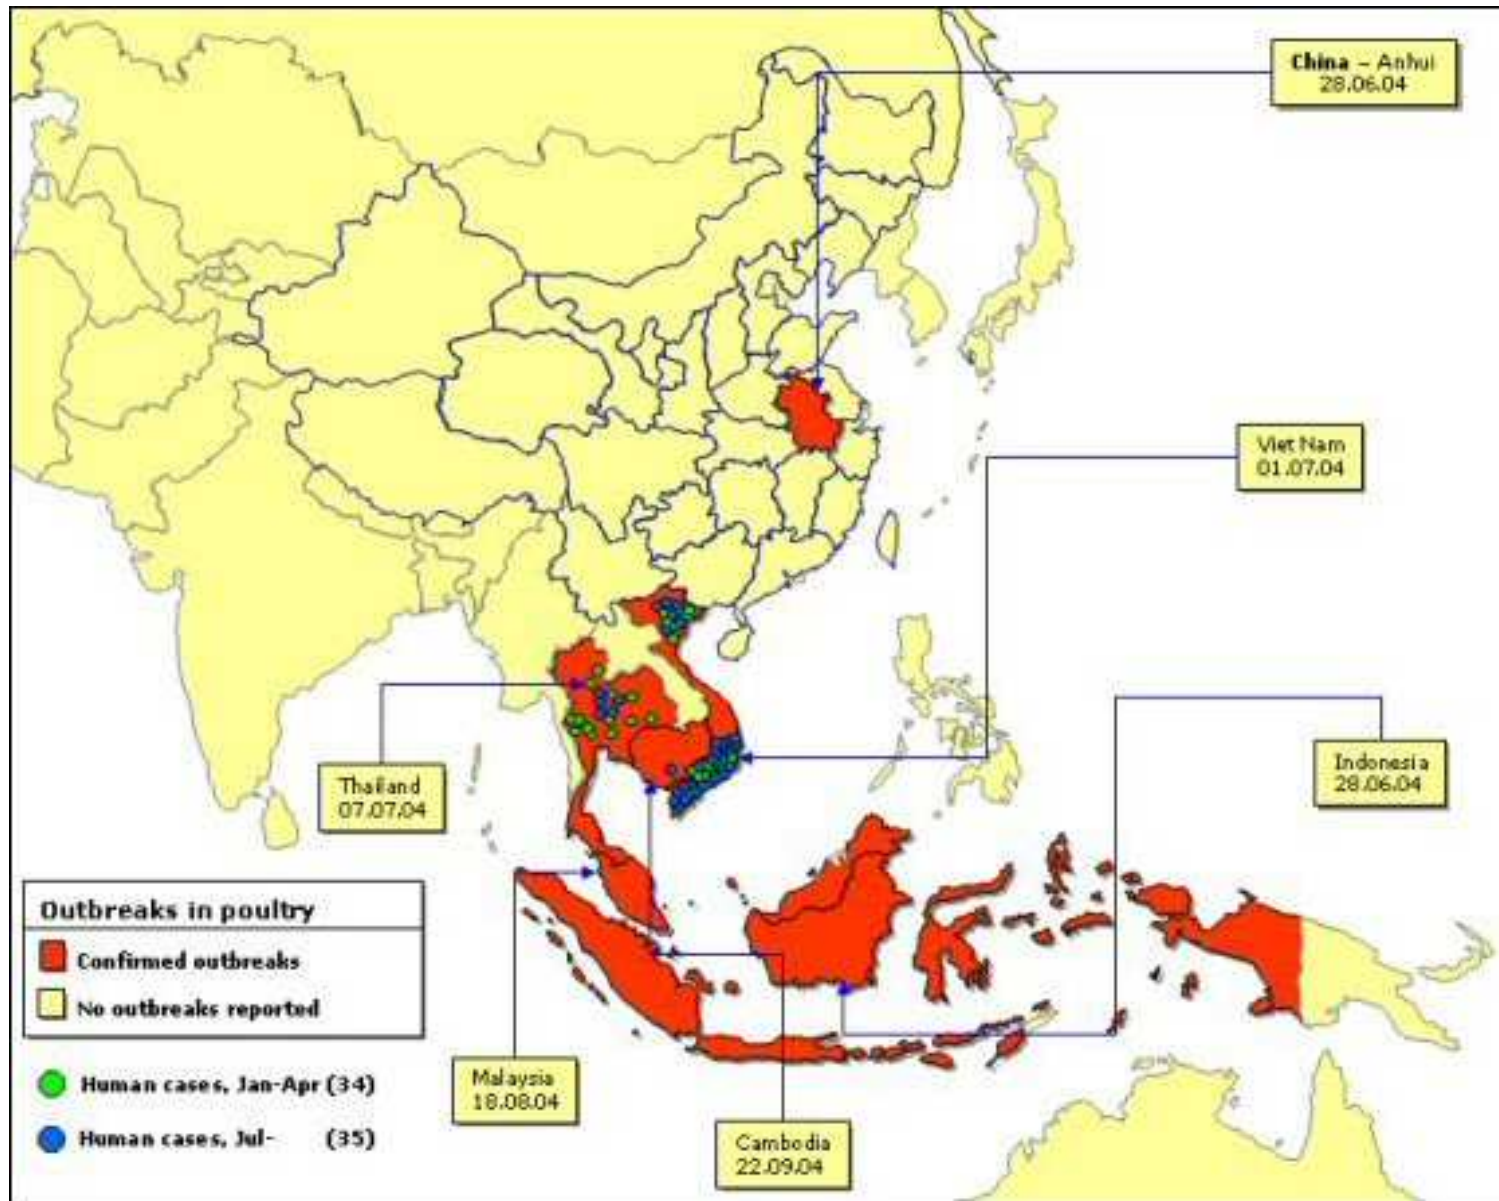 China – Anhui
28.06.04
Viet Nam
01.07.04
Indonesia
28.06.04
Thailand
07.07.04
Outbreaks in poultry
Confirmed outbreaks
No outbreaks reported
Human cases, Jan-Apr (34)
Human cases, Jul- (35)
Malaysia
18.08.04
Cambodia
22.09.04